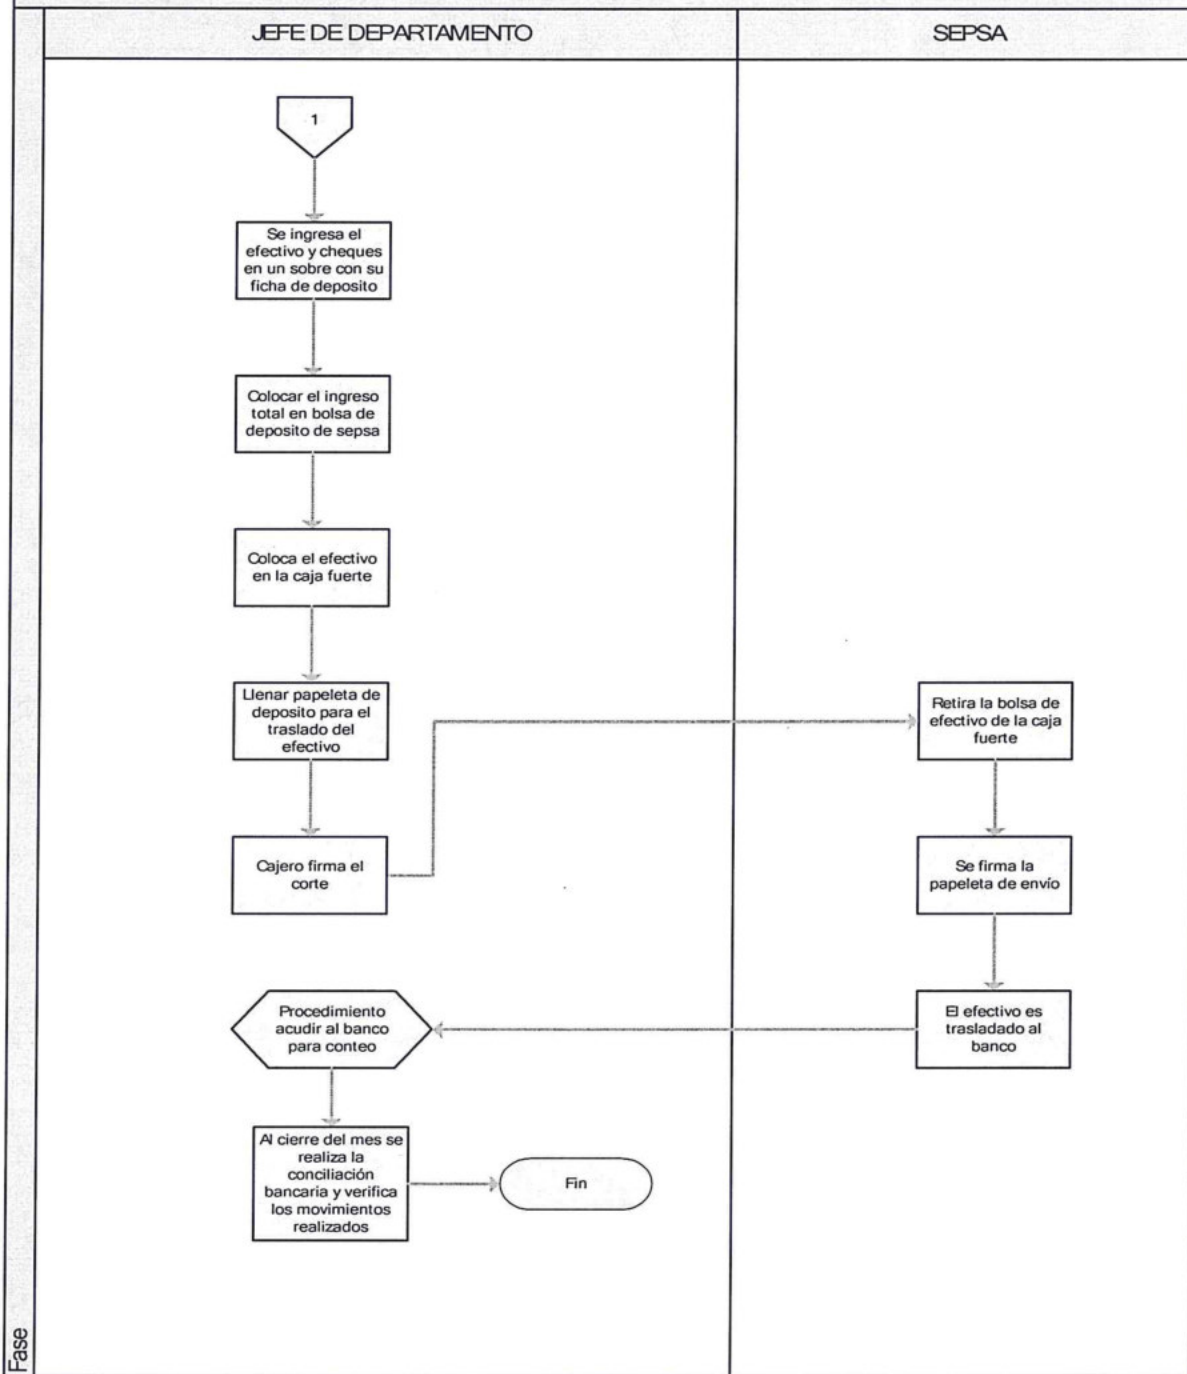 JEFE DE DEPARTAMENTO
SEPSA
1
Se ingresa el
efectivo y cheques
en un sobre con su
ficha de deposito
Colocar el ingreso
total en bolsa de
deposito de sepsa
Coloca el efectivo
en la caja fuerte
Llenar papeleta de
deposito para el
traslado del
efectivo
Cajero firma el
corte
Retira la bolsa de
efectivo de la caja
fuerte
Se firma la
papeleta de envío
El efectivo es
trasladado al
banco
Procedimiento
acudir al banco
para conteo
Al cierre del mes se
realiza la
conciliación
bancaria y verifica
los movimientos
realizados
Fin
Fase